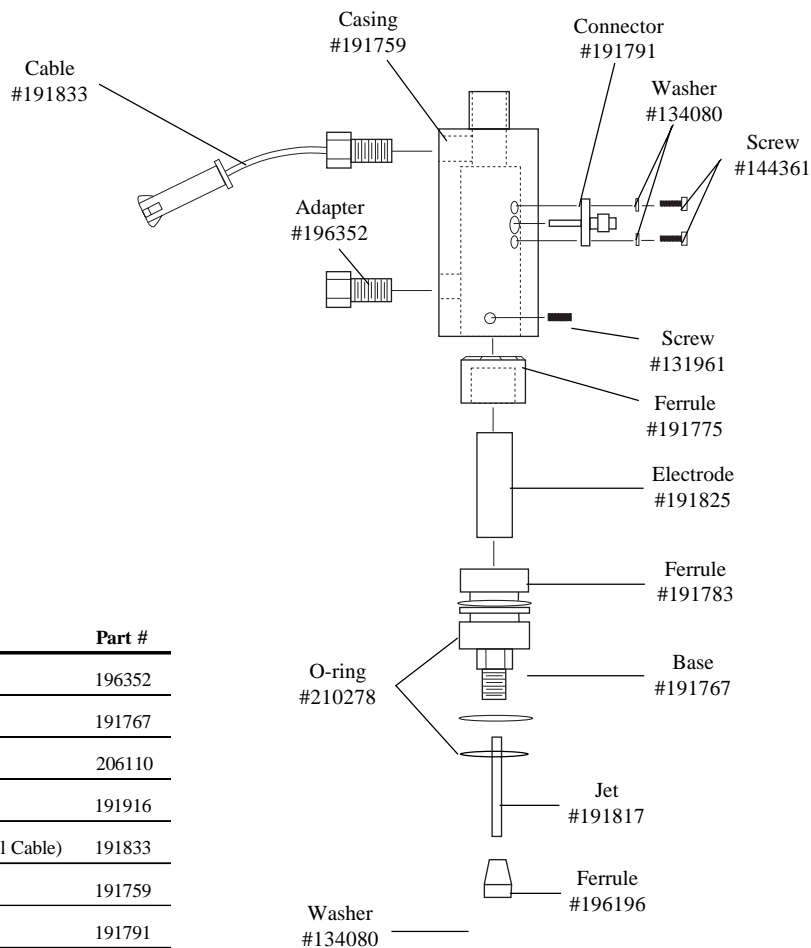 Casing
#191759
Connector
#191791
Cable
#191833
Washer
#134080
Screw
#144361
Adapter
#196352
Screw
#131961
Ferrule
#191775
Electrode
#191825
Ferrule
#191783
O-ring
#210278
Base
#191767
Jet
#191817
Ferrule
#196196
Washer
#134080
Part #
196352
191767
206110
191916
l Cable) 191833
191759
191791